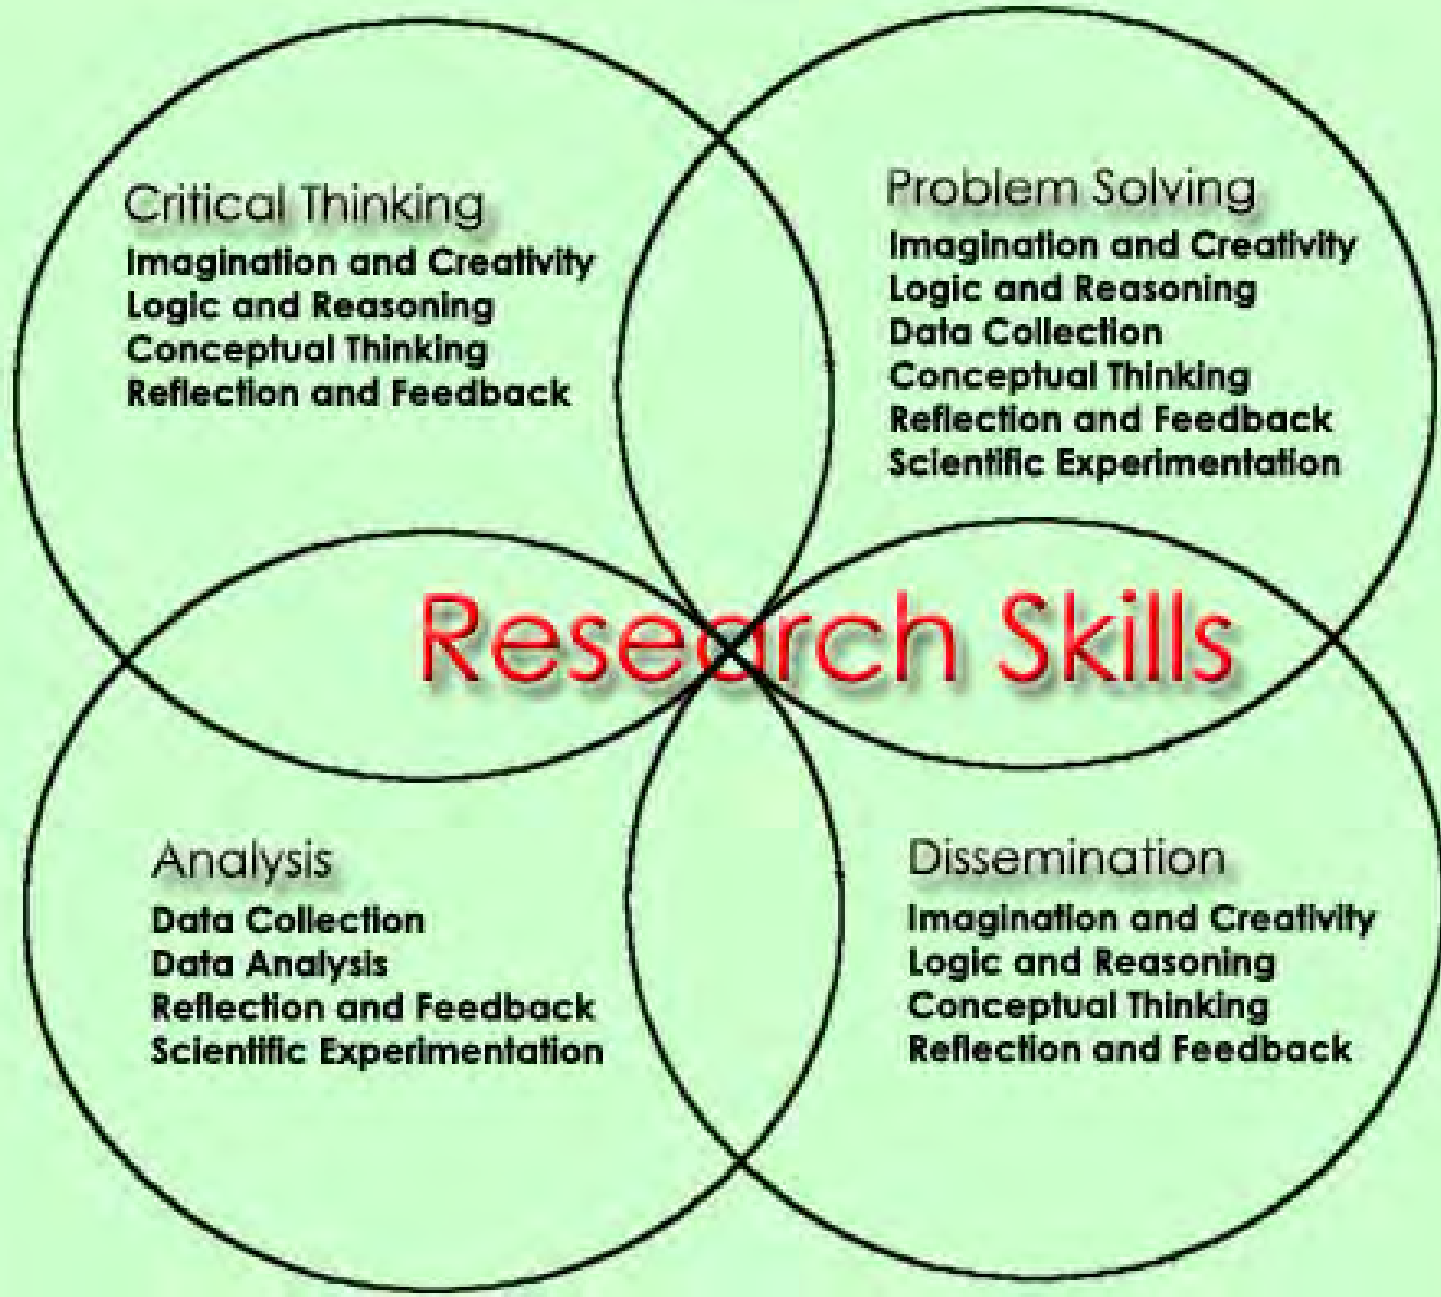 Critical Thinking
Imagination and Creativity
Logic and Reasoning
Conceptual Thinking
Reflection and Feedback
Problem Solving
Imagination and Creativity
Logic and Reasoning
Data Collection
Conceptual Thinking
Reflection and Feedback
Scientific Experimentation
Research Skills
Analysis
Data Collection
Data Analysis
Reflection and Feedback
Scientific Experimentation
Dissemination
Imagination and Creativity
Logic and Reasoning
Conceptual Thinking
Reflection and Feedback